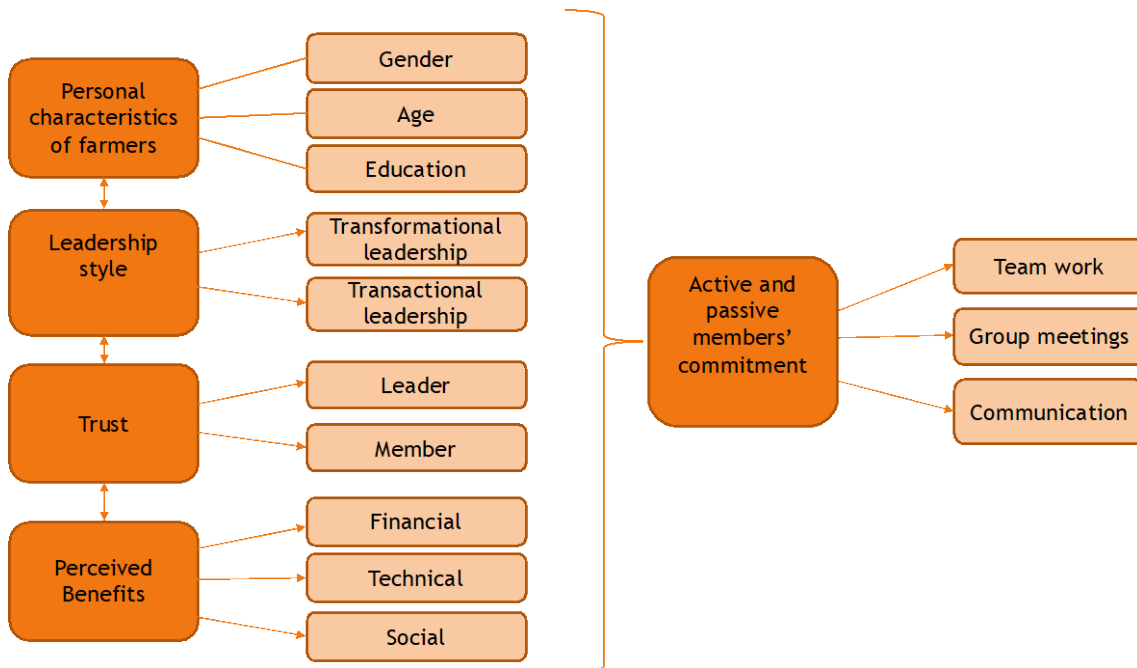 Personal
characteristics
of farmers
Gender
Age
Education
Leadership
style
Transformational
leadership
Transactional
leadership
Trust
Leader
Member
Perceived
Benefits
Financial
Technical
Social
Active and
passive
members’
commitment
Team work
Group meetings
Communication